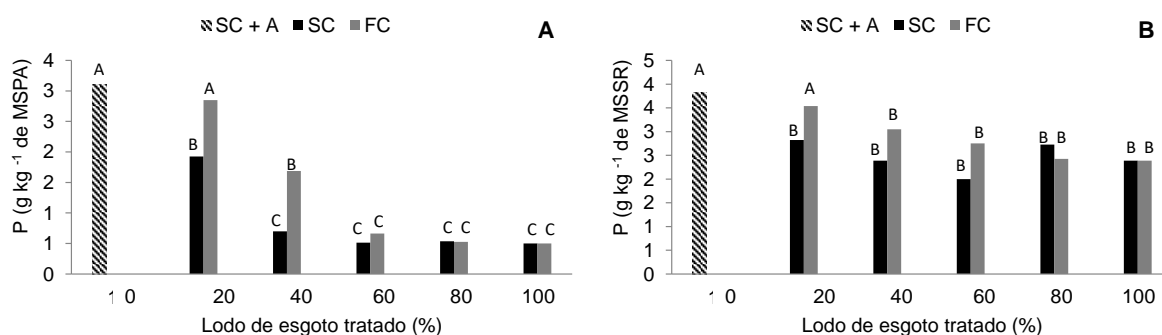 SC + A SC FC
A
P (g kg -1 de MSPA)
4
3
3
2
2
1
1
0
A
B A
C B
C C
C C
C C
1 0 20 40 60 80 100
Lodo de esgoto tratado (%)
SC + A SC FC
B
P (g kg -1 de MSSR)
5
4
4
3
3
2
2
1
1
0
A
B A
B B
B B
B B
B B
1 0 20 40 60 80 100
Lodo de esgoto tratado (%)